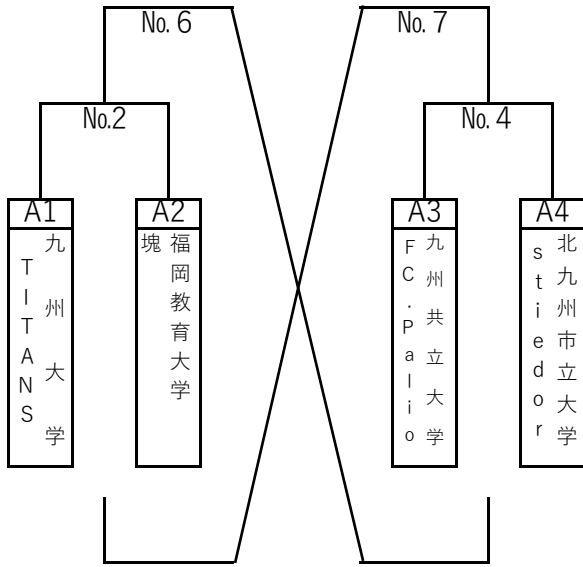 No. 6
No. 7
No.2
No. 4
A1
A2
A3
A4
九州大学
TITANS
福岡教育大学
塊
九州共立大学
FC.Palio
北九州市立大学
stiedor